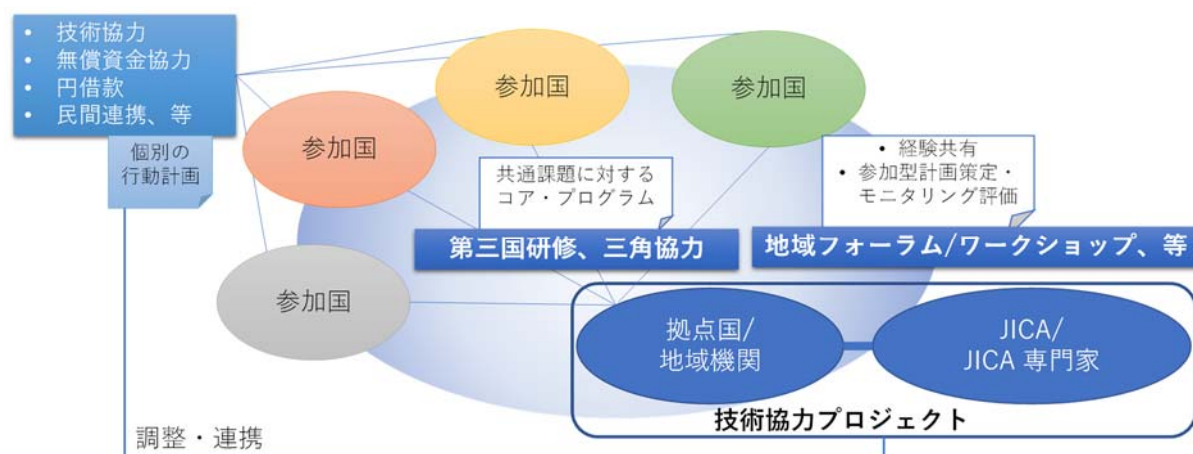 • 技術協力
• 無償資金協力
• 円借款
• 民間連携、等
個別の
行動計画
参加国
参加国
参加国
参加国
共通課題に対する
コア・プログラム
• 経験共有
• 参加型計画策定・
モニタリング評価
第三国研修、三角協力
地域フォーラム/ワークショップ、等
拠点国/
地域機関
JICA/
JICA 専門家
技術協力プロジェクト
調整・連携